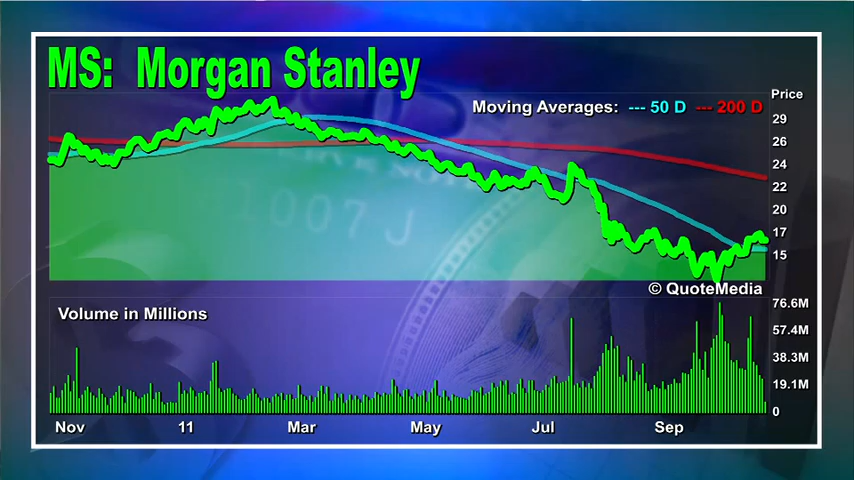 MS: Morgan Stanley
Moving Averages: --- 50 D --- 200 D
Price
29
26
24
22
20
17
15
1007 J
© QuoteMedia
Volume in Millions
76.6M
57.4M
38.3M
19.1M
0
Nov 11 Mar May Jul Sep